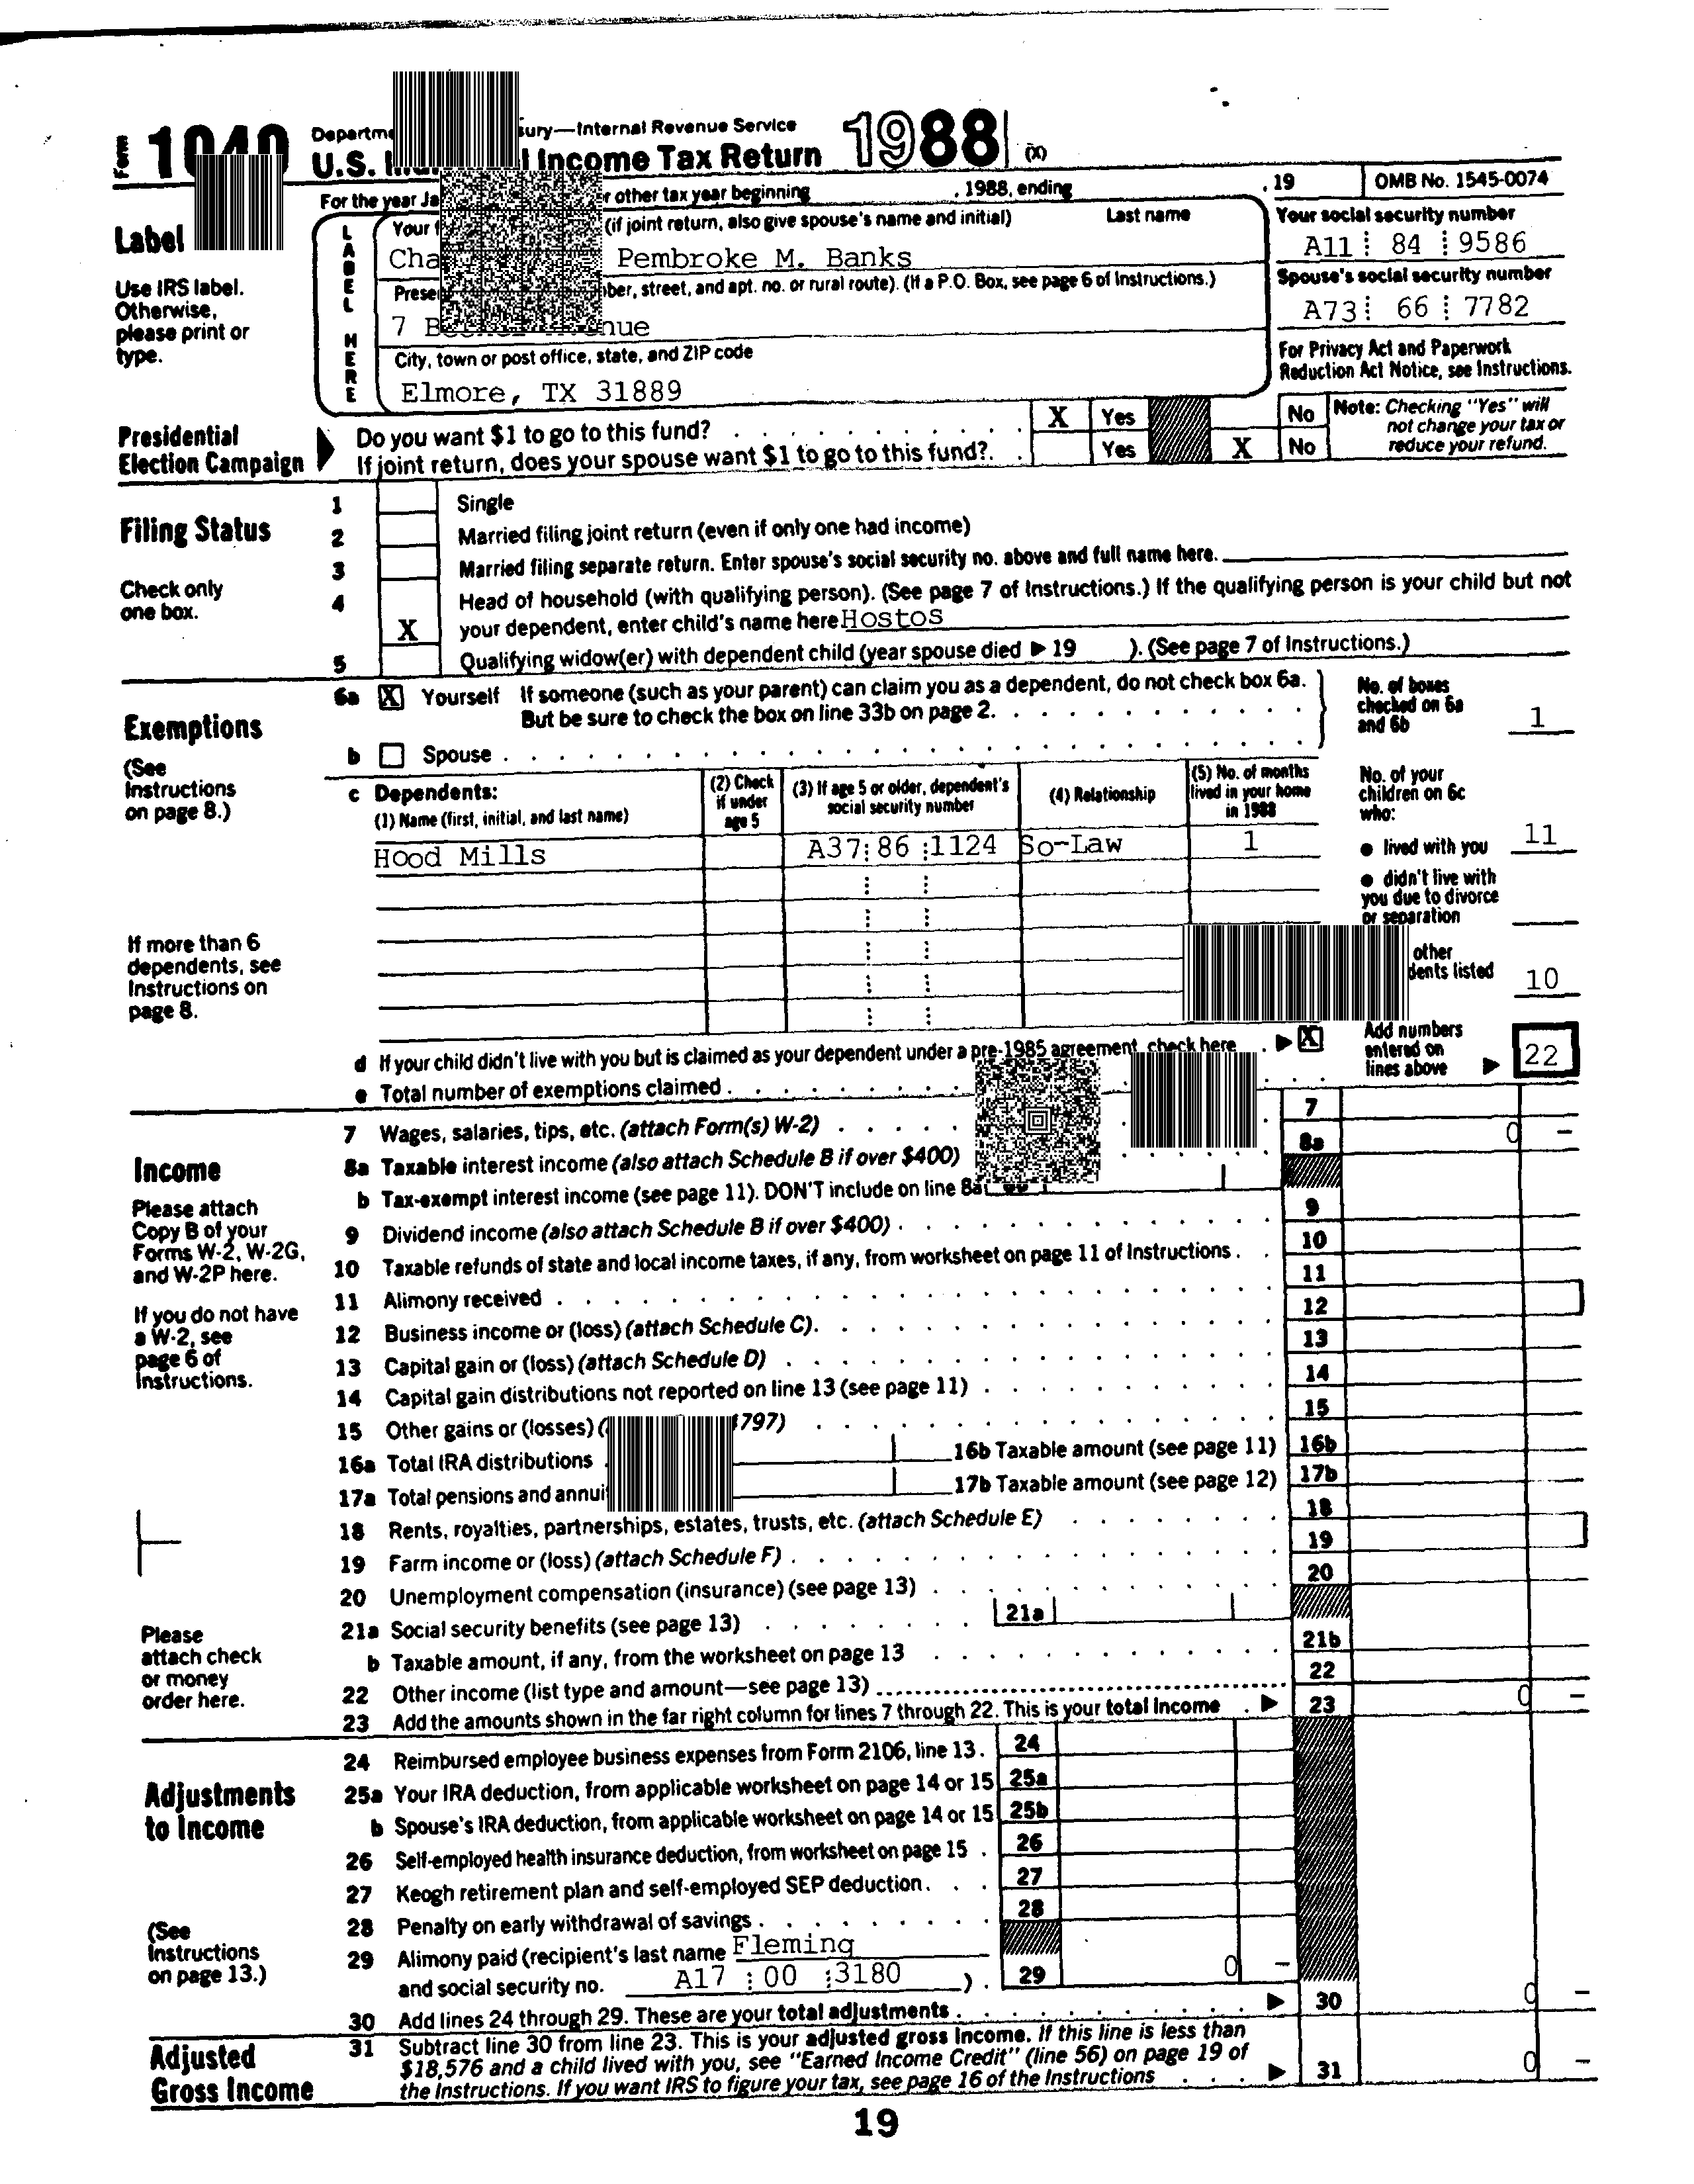 Form
Department sury—Internal Revenue Service
U.S. Income Tax Return 1988 (X)
For the year r other tax year beginning , 1988, ending , 19 OMB No. 1545-0074
Label
Use IRS label.
Otherwise,
please print or
type.
LABEL HERE
Your (if joint return, also give spouse's name and initial) Last name
Pembroke M. Banks
street, and apt. no. or rural route). (If a P.O. Box, see page 6 of Instructions.)
7
City, town or post office, state, and ZIP code
Elmore, TX 31889
Your social security number
A11 84 9586
Spouse's social security number
A73 66 7782
For Privacy Act and Paperwork
Reduction Act Notice, see Instructions.
Presidential
Election Campaign
Do you want $1 to go to this fund? X Yes No
If joint return, does your spouse want $1 to go to this fund? Yes X No
Note: Checking "Yes" will
not change your tax or
reduce your refund.
Filing Status
Check only
one box.
1 Single
2 Married filing joint return (even if only one had income)
3 Married filing separate return. Enter spouse's social security no. above and full name here.
4 Head of household (with qualifying person). (See page 7 of Instructions.) If the qualifying person is your child but not
X your dependent, enter child's name here Hostos
5 Qualifying widow(er) with dependent child (year spouse died ▶ 19 ). (See page 7 of Instructions.)
Exemptions
(See
Instructions
on page 8.)
6a X Yourself If someone (such as your parent) can claim you as a dependent, do not check box 6a.
But be sure to check the box on line 33b on page 2.
b Spouse
No. of boxes
checked on 6a
and 6b 1
c Dependents:
(1) Name (first, initial, and last name)
(2) Check
if under
age 5
(3) If age 5 or older, dependent's
social security number
(4) Relationship
(5) No. of months
lived in your home
in 1988
Hood Mills A37 86 1124 So-Law 1
No. of your
children on 6c
who:
● lived with you 11
● didn't live with
you due to divorce
or separation
other
listed 10
If more than 6
dependents, see
Instructions on
page 8.
d If your child didn't live with you but is claimed as your dependent under a pre-1985 agreement, check here ▶ X
e Total number of exemptions claimed
Add numbers
entered on
lines above ▶ 22
Income
Please attach
Copy B of your
Forms W-2, W-2G,
and W-2P here.
If you do not have
a W-2, see
page 6 of
Instructions.
7 Wages, salaries, tips, etc. (attach Form(s) W-2) 7 0 –
8a Taxable interest income (also attach Schedule B if over $400) 8a
b Tax-exempt interest income (see page 11). DON'T include on line 8a
9 Dividend income (also attach Schedule B if over $400) 9
10 Taxable refunds of state and local income taxes, if any, from worksheet on page 11 of Instructions 10
11 Alimony received 11
12 Business income or (loss) (attach Schedule C) 12
13 Capital gain or (loss) (attach Schedule D) 13
14 Capital gain distributions not reported on line 13 (see page 11) 14
15 Other gains or (losses) 797) 15
16a Total IRA distributions 16b Taxable amount (see page 11) 16b
17a Total pensions and 17b Taxable amount (see page 12) 17b
18 Rents, royalties, partnerships, estates, trusts, etc. (attach Schedule E) 18
19 Farm income or (loss) (attach Schedule F) 19
20 Unemployment compensation (insurance) (see page 13) 20
21a Social security benefits (see page 13) 21a
b Taxable amount, if any, from the worksheet on page 13 21b
22 Other income (list type and amount—see page 13) 22
23 Add the amounts shown in the far right column for lines 7 through 22. This is your total income ▶ 23 0 –
Please
attach check
or money
order here.
Adjustments
to Income
(See
Instructions
on page 13.)
24 Reimbursed employee business expenses from Form 2106, line 13. 24
25a Your IRA deduction, from applicable worksheet on page 14 or 15 25a
b Spouse's IRA deduction, from applicable worksheet on page 14 or 15 25b
26 Self-employed health insurance deduction, from worksheet on page 15 26
27 Keogh retirement plan and self-employed SEP deduction 27
28 Penalty on early withdrawal of savings 28
29 Alimony paid (recipient's last name Fleming
and social security no. A17 00 3180 ) 29 0 –
30 Add lines 24 through 29. These are your total adjustments ▶ 30 0 –
Adjusted
Gross Income
31 Subtract line 30 from line 23. This is your adjusted gross income. If this line is less than
$18,576 and a child lived with you, see "Earned Income Credit" (line 56) on page 19 of
the Instructions. If you want IRS to figure your tax, see page 16 of the Instructions ▶ 31 0 –
19